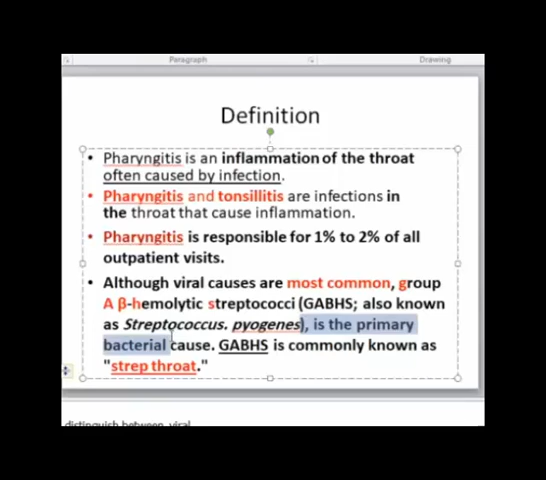 Paragraph
Drawing
Definition
• Pharyngitis is an inflammation of the throat
often caused by infection.
• Pharyngitis and tonsillitis are infections in
the throat that cause inflammation.
• Pharyngitis is responsible for 1% to 2% of all
outpatient visits.
• Although viral causes are most common, group
A β-hemolytic streptococci (GABHS; also known
as Streptococcus. pyogenes), is the primary
bacterial cause. GABHS is commonly known as
"strep throat."
distinguish between viral